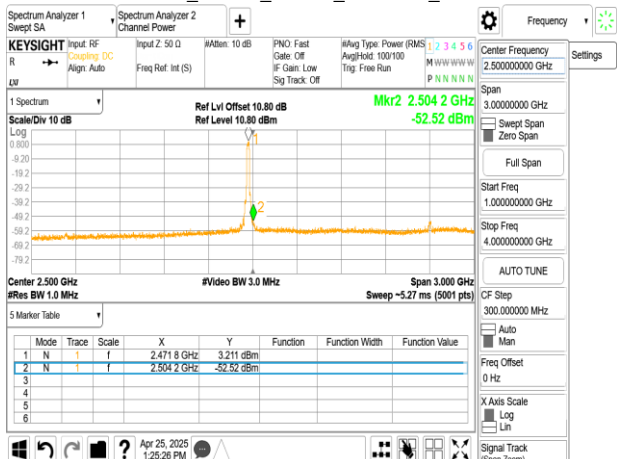 Spectrum Analyzer 1
Swept SA
Spectrum Analyzer 2
Channel Power
+
Frequency
KEYSIGHT
R
Input: RF
Coupling: DC
Align: Auto
Input Z: 50 Ω
Freq Ref: Int (S)
#Atten: 10 dB
PNO: Fast
Gate: Off
IF Gain: Low
Sig Track: Off
#Avg Type: Power (RMS
Avg|Hold: 100/100
Trig: Free Run
1 2 3 4 5 6
M W W W W W
P N N N N N
LXI
1 Spectrum
Scale/Div 10 dB
Ref Lvl Offset 10.80 dB
Ref Level 10.80 dBm
Mkr2 2.504 2 GHz
-52.52 dBm
Log
0.800
-9.20
-19.2
-29.2
-39.2
-49.2
-59.2
-69.2
-79.2
1
2
Center 2.500 GHz
#Res BW 1.0 MHz
#Video BW 3.0 MHz
Span 3.000 GHz
Sweep ~5.27 ms (5001 pts)
5 Marker Table
Mode Trace Scale X Y Function Function Width Function Value
1 N 1 f 2.471 8 GHz 3.211 dBm
2 N 1 f 2.504 2 GHz -52.52 dBm
3
4
5
6
Apr 25, 2025
1:25:26 PM
?
Center Frequency
2.500000000 GHz
Settings
Span
3.00000000 GHz
Swept Span
Zero Span
Full Span
Start Freq
1.000000000 GHz
Stop Freq
4.000000000 GHz
AUTO TUNE
CF Step
300.000000 MHz
Auto
Man
Freq Offset
0 Hz
X Axis Scale
Log
Lin
Signal Track
(Span Zoom)